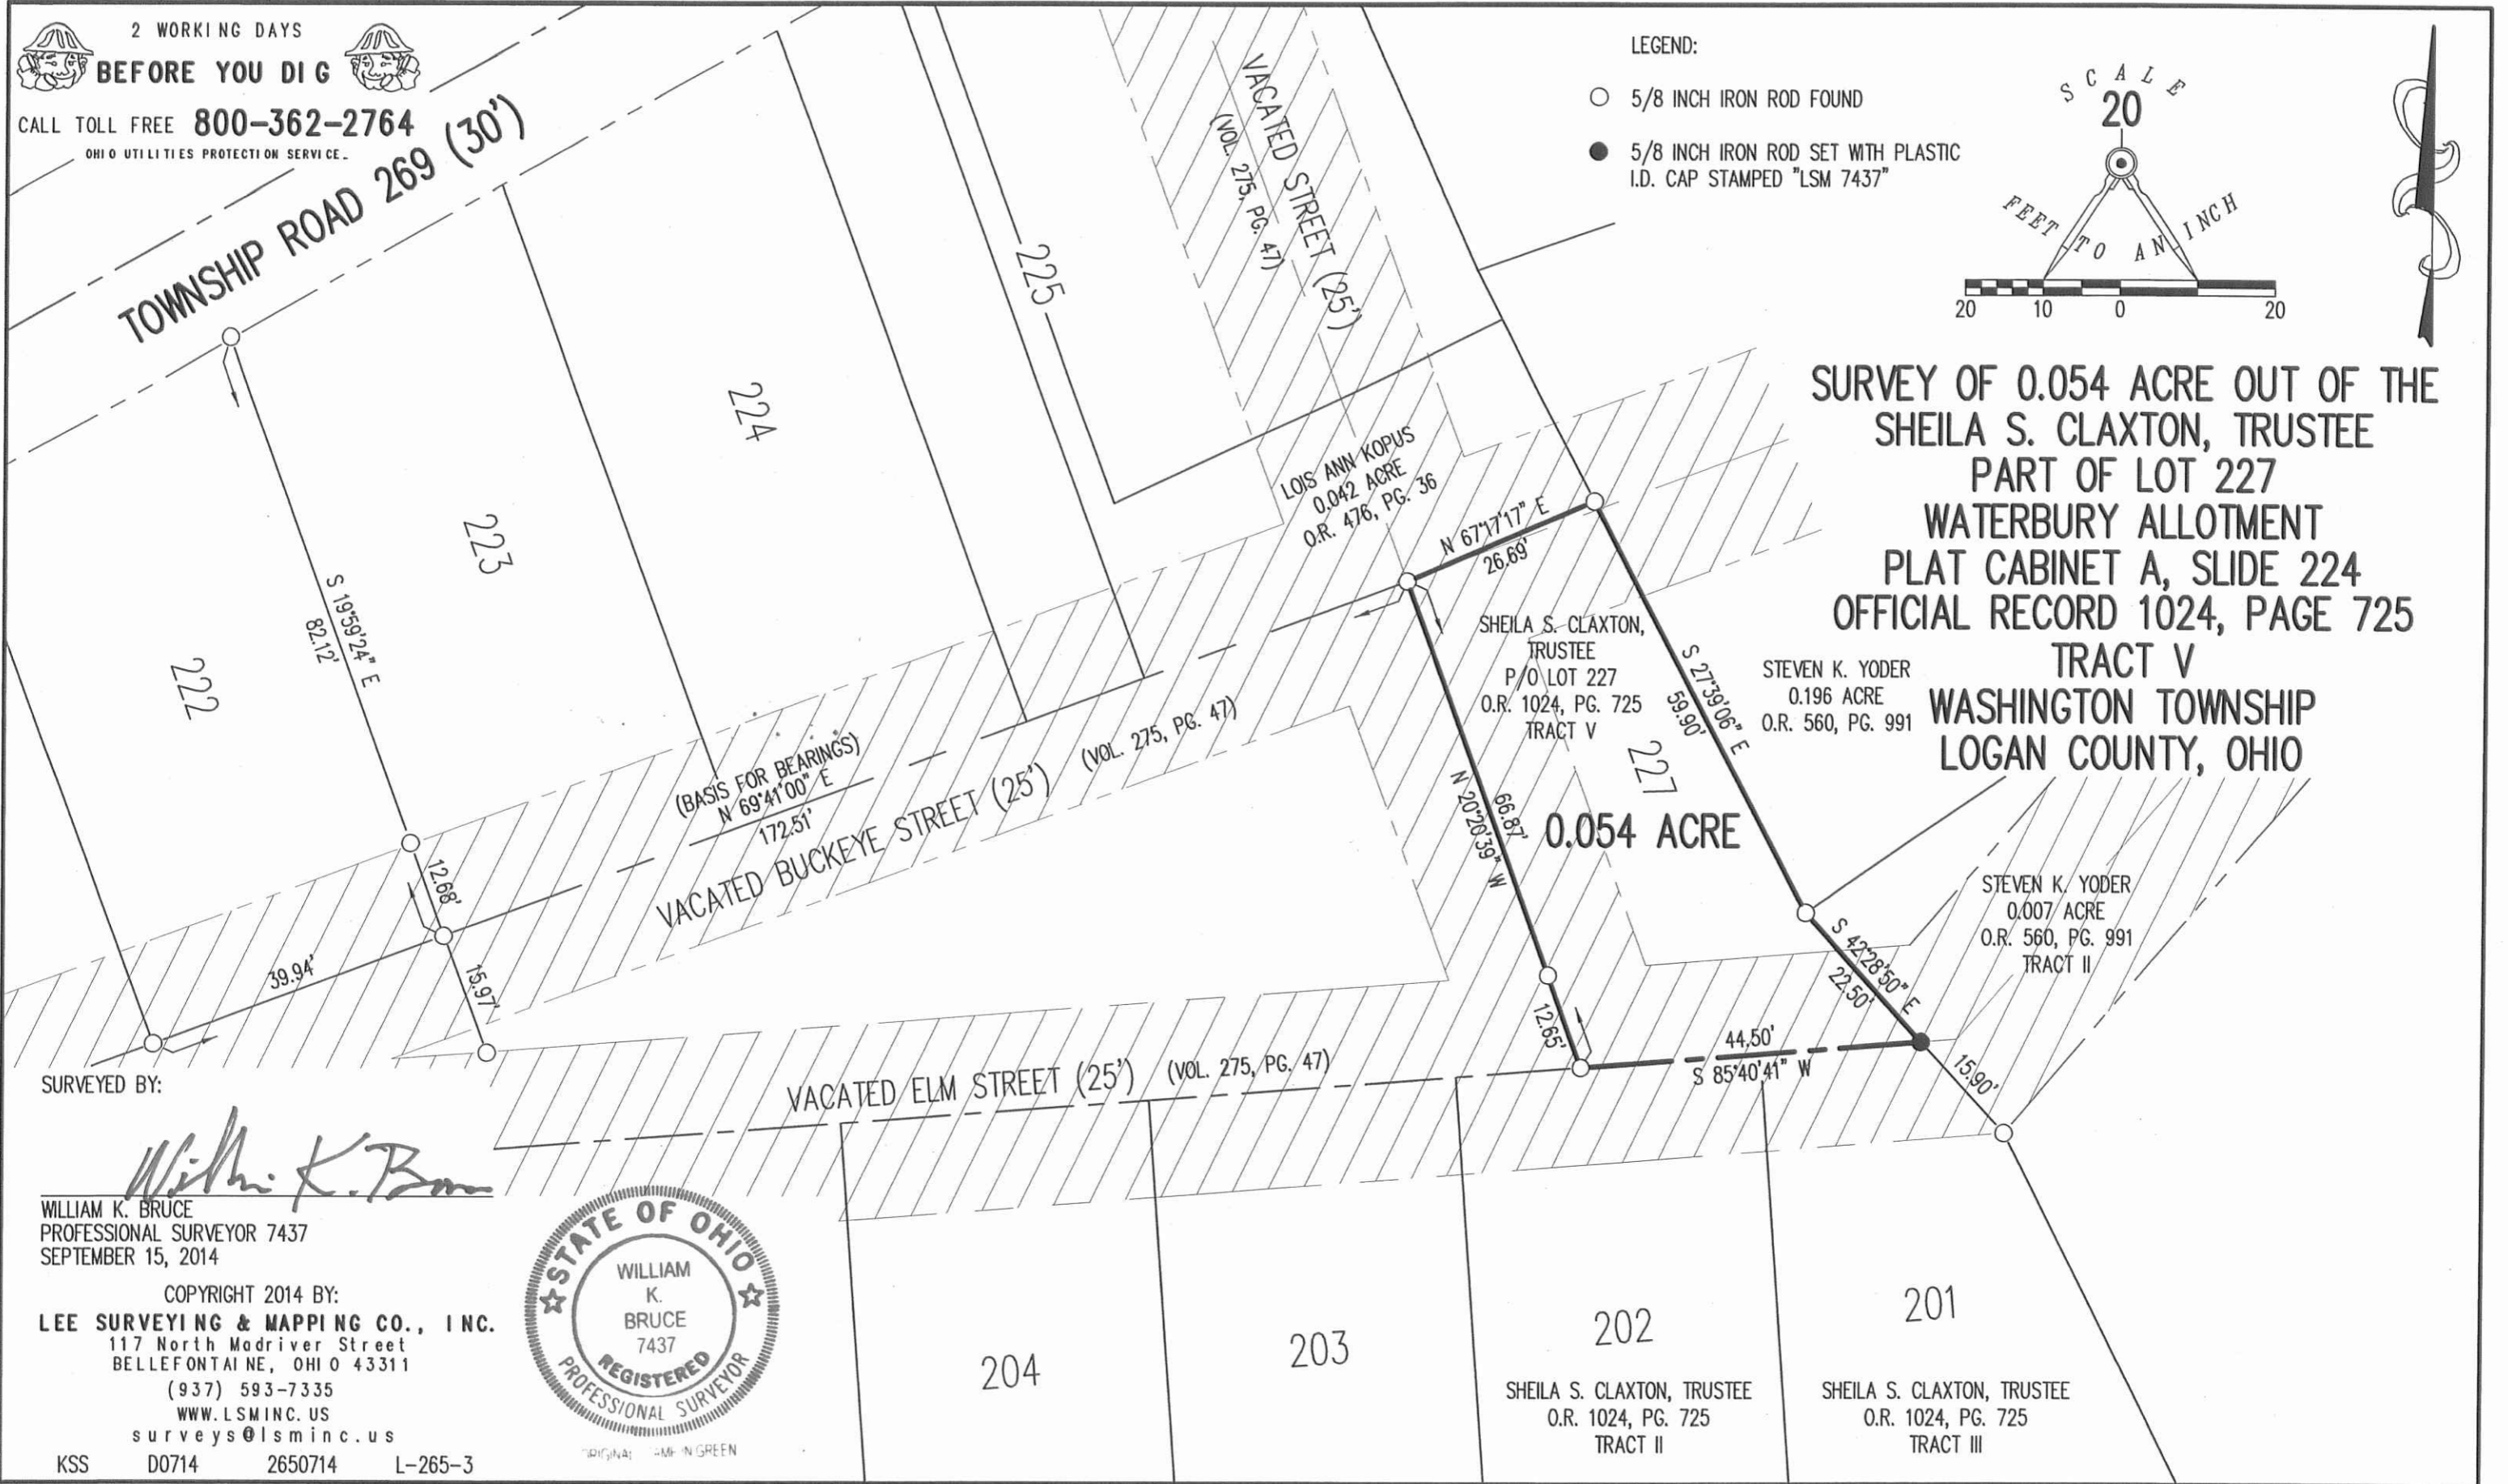 2 WORKING DAYS
BEFORE YOU DIG
CALL TOLL FREE 800-362-2764
OHIO UTILITIES PROTECTION SERVICE.
TOWNSHIP ROAD 269 (30')
VACATED STREET (25')
(VOL. 275, PG. 47)
LEGEND:
5/8 INCH IRON ROD FOUND
5/8 INCH IRON ROD SET WITH PLASTIC
I.D. CAP STAMPED "LSM 7437"
SCALE
20
FEET TO AN INCH
20 10 0 20
SURVEY OF 0.054 ACRE OUT OF THE
SHEILA S. CLAXTON, TRUSTEE
PART OF LOT 227
WATERBURY ALLOTMENT
PLAT CABINET A, SLIDE 224
OFFICIAL RECORD 1024, PAGE 725
TRACT V
WASHINGTON TOWNSHIP
LOGAN COUNTY, OHIO
222
223
224
225
S 19°59'24" E
82.12'
12.68'
15.97'
39.94'
(BASIS FOR BEARINGS)
N 69°41'00" E
172.51'
VACATED BUCKEYE STREET (25') (VOL. 275, PG. 47)
LOIS ANN KOPUS
0.042 ACRE
O.R. 476, PG. 36
N 67°17'17" E
26.69'
SHEILA S. CLAXTON,
TRUSTEE
P/O LOT 227
O.R. 1024, PG. 725
TRACT V
227
0.054 ACRE
S 27°39'06" E
59.90'
STEVEN K. YODER
0.196 ACRE
O.R. 560, PG. 991
66.87'
N 20°20'39" W
12.65'
S 42°28'50" E
22.50'
STEVEN K. YODER
0.007 ACRE
O.R. 560, PG. 991
TRACT II
44.50'
S 85°40'41" W
15.90'
VACATED ELM STREET (25') (VOL. 275, PG. 47)
204
203
202
SHEILA S. CLAXTON, TRUSTEE
O.R. 1024, PG. 725
TRACT II
201
SHEILA S. CLAXTON, TRUSTEE
O.R. 1024, PG. 725
TRACT III
SURVEYED BY:
William K. Bruce
WILLIAM K. BRUCE
PROFESSIONAL SURVEYOR 7437
SEPTEMBER 15, 2014
COPYRIGHT 2014 BY:
LEE SURVEYING & MAPPING CO., INC.
117 North Madriver Street
BELLEFONTAINE, OHIO 43311
(937) 593-7335
WWW.LSMINC.US
surveys@lsminc.us
KSS D0714 2650714 L-265-3
STATE OF OHIO
WILLIAM
K.
BRUCE
7437
REGISTERED
PROFESSIONAL SURVEYOR
IN GREEN